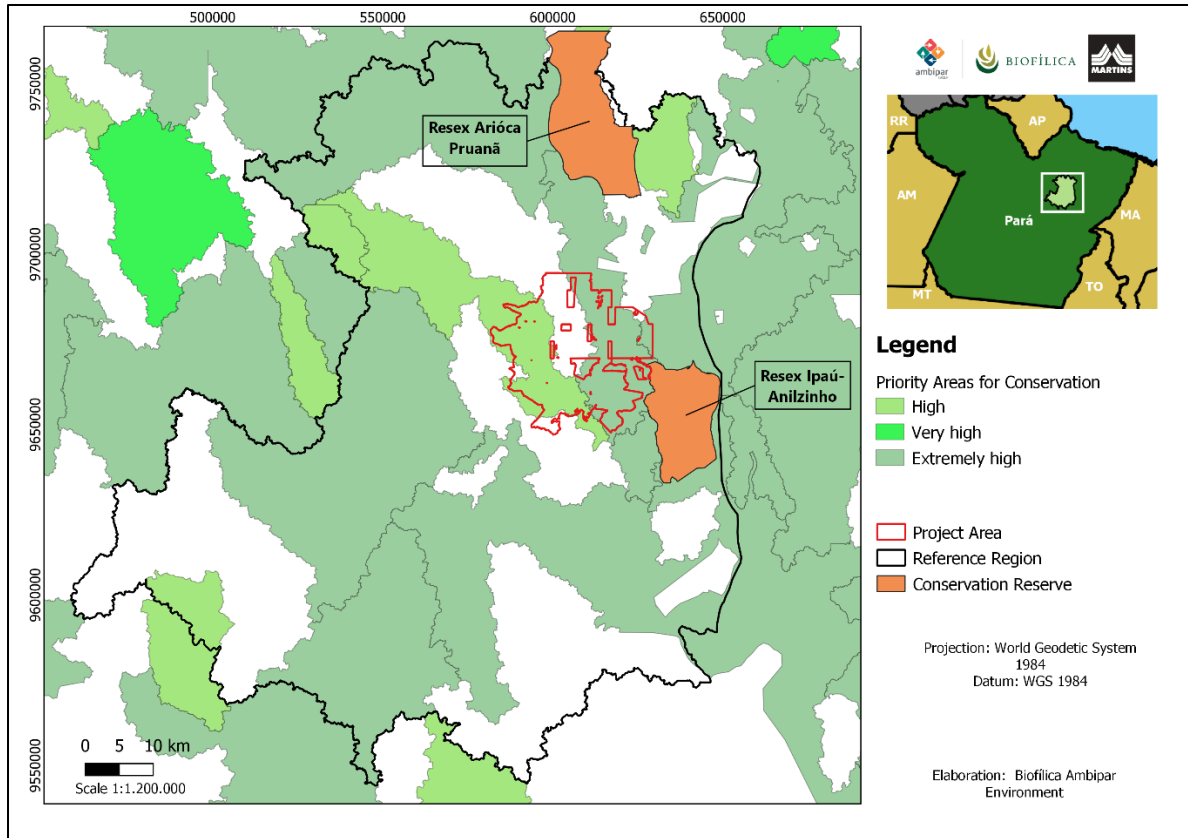 500000
550000
600000
650000
9750000
9700000
9650000
9600000
9550000
Resex Arióca
Pruanã
Resex Ipaú-
Anilzinho
0 5 10 km
Scale 1:1.200.000
ambipar
BIOFÍLICA
MARTINS
RR
AP
AM
Pará
MA
MT
TO
Legend
Priority Areas for Conservation
High
Very high
Extremely high
Project Area
Reference Region
Conservation Reserve
Projection: World Geodetic System
1984
Datum: WGS 1984
Elaboration: Biofílica Ambipar
Environment